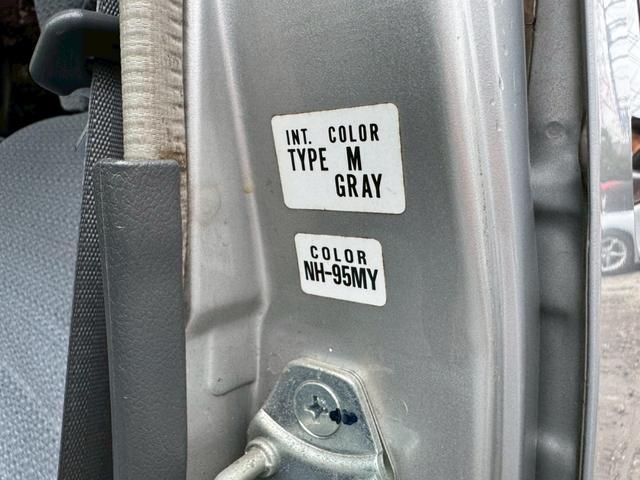 INT. COLOR
TYPE M
GRAY
COLOR
NH-95MY